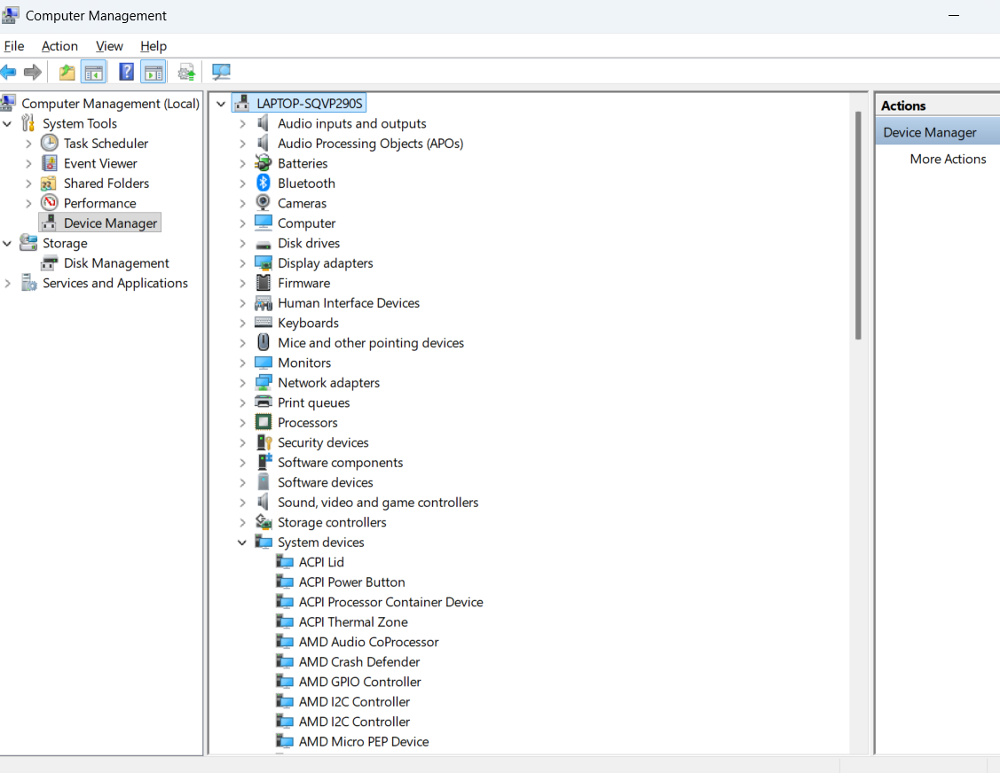 Computer Management
File Action View Help
Computer Management (Local)
System Tools
Task Scheduler
Event Viewer
Shared Folders
Performance
Device Manager
Storage
Disk Management
Services and Applications
LAPTOP-SQVP290S
Audio inputs and outputs
Audio Processing Objects (APOs)
Batteries
Bluetooth
Cameras
Computer
Disk drives
Display adapters
Firmware
Human Interface Devices
Keyboards
Mice and other pointing devices
Monitors
Network adapters
Print queues
Processors
Security devices
Software components
Software devices
Sound, video and game controllers
Storage controllers
System devices
ACPI Lid
ACPI Power Button
ACPI Processor Container Device
ACPI Thermal Zone
AMD Audio CoProcessor
AMD Crash Defender
AMD GPIO Controller
AMD I2C Controller
AMD I2C Controller
AMD Micro PEP Device
Actions
Device Manager
More Actions